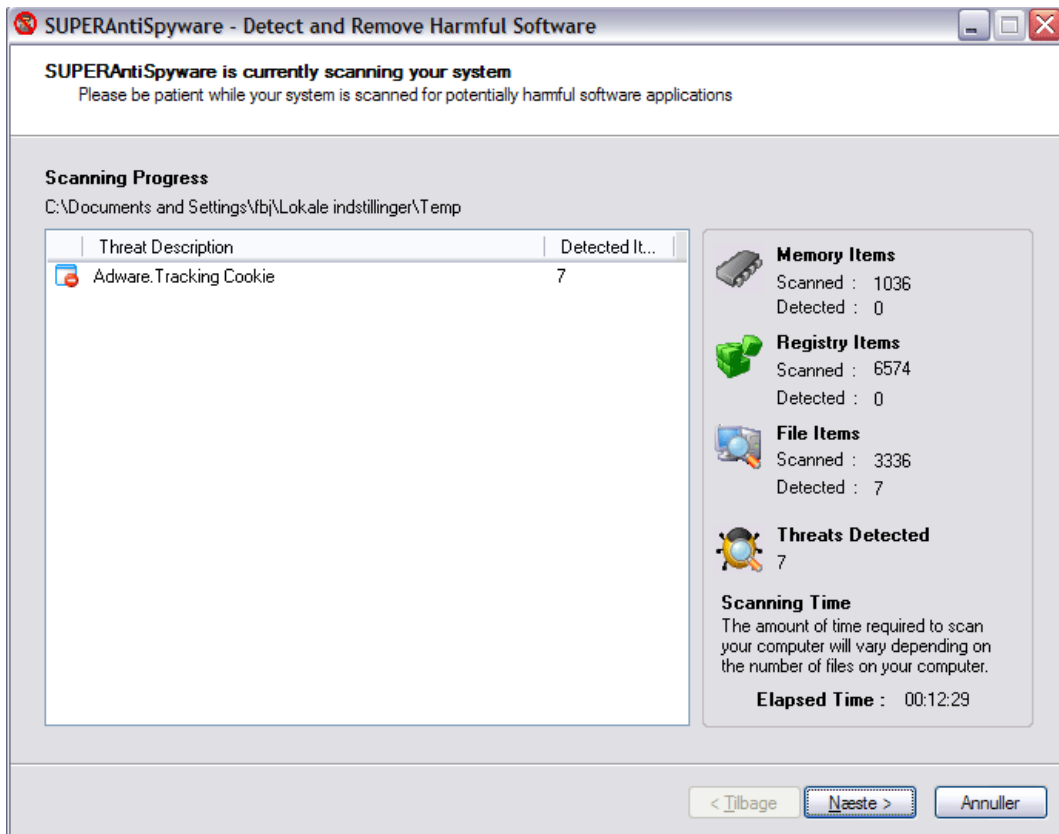 SUPERAntiSpyware - Detect and Remove Harmful Software
SUPERAntiSpyware is currently scanning your system
Please be patient while your system is scanned for potentially harmful software applications
Scanning Progress
C:\Documents and Settings\fbj\Lokale indstillinger\Temp
Threat Description Detected It...
Adware.Tracking Cookie 7
Memory Items
Scanned : 1036
Detected : 0
Registry Items
Scanned : 6574
Detected : 0
File Items
Scanned : 3336
Detected : 7
Threats Detected
7
Scanning Time
The amount of time required to scan
your computer will vary depending on
the number of files on your computer.
Elapsed Time : 00:12:29
< Tilbage Næste > Annuller